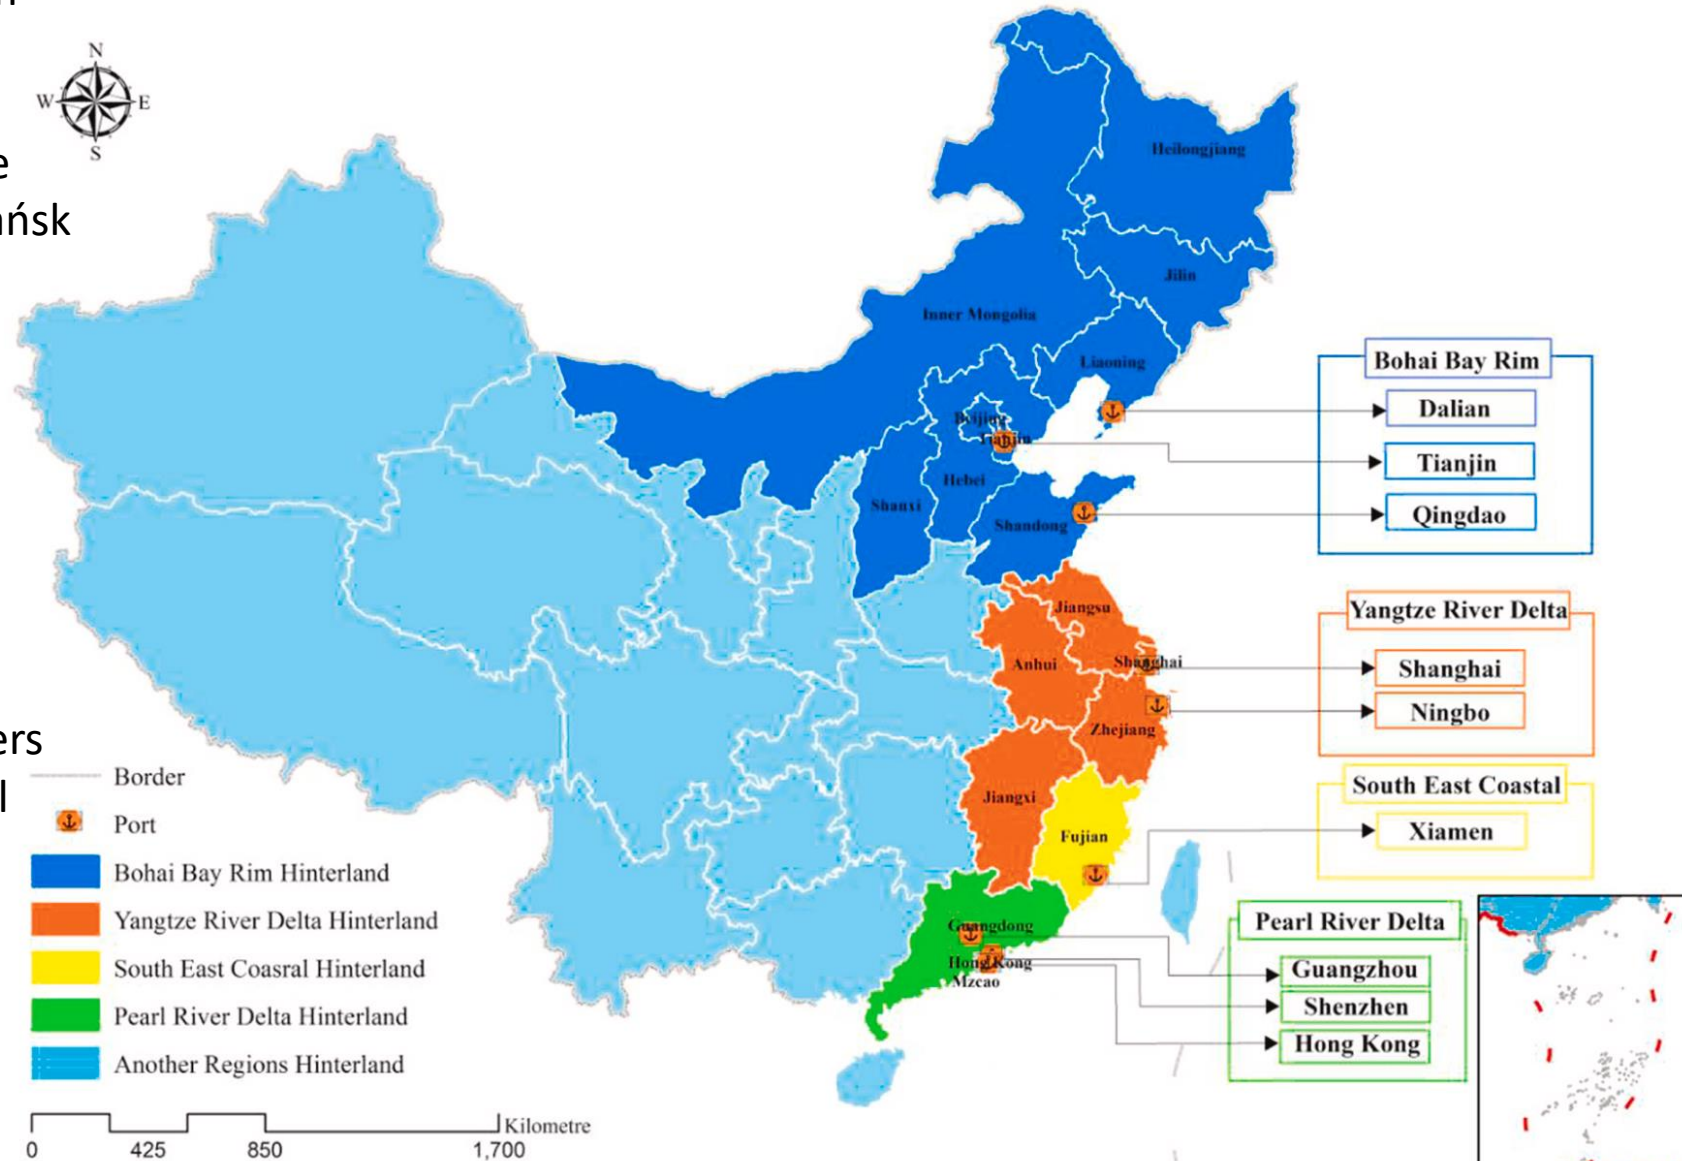 N
W E
S
e
ańsk
ers
l
Heilongjiang
Jilin
Inner Mongolia
Liaoning
Beijing
Tianjin
Hebei
Shanxi
Shandong
Jiangsu
Anhui
Shanghai
Zhejiang
Jiangxi
Fujian
Guangdong
Hong Kong
Mzcao
Bohai Bay Rim
Dalian
Tianjin
Qingdao
Yangtze River Delta
Shanghai
Ningbo
South East Coastal
Xiamen
Pearl River Delta
Guangzhou
Shenzhen
Hong Kong
Border
Port
Bohai Bay Rim Hinterland
Yangtze River Delta Hinterland
South East Coasral Hinterland
Pearl River Delta Hinterland
Another Regions Hinterland
Kilometre
0 425 850 1,700